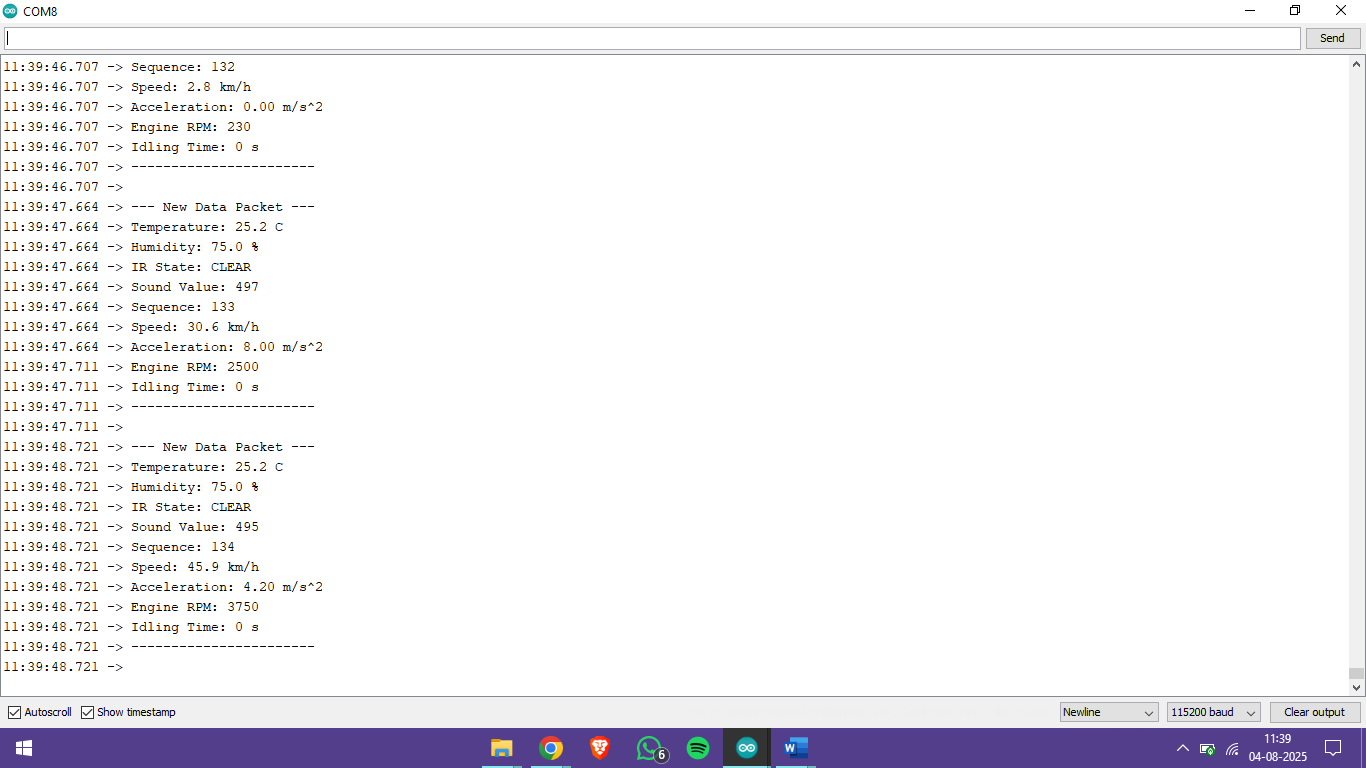 COM8
Send
11:39:46.707 -> Sequence: 132
11:39:46.707 -> Speed: 2.8 km/h
11:39:46.707 -> Acceleration: 0.00 m/s^2
11:39:46.707 -> Engine RPM: 230
11:39:46.707 -> Idling Time: 0 s
11:39:46.707 -> -----------------------
11:39:46.707 ->
11:39:47.664 -> --- New Data Packet ---
11:39:47.664 -> Temperature: 25.2 C
11:39:47.664 -> Humidity: 75.0 %
11:39:47.664 -> IR State: CLEAR
11:39:47.664 -> Sound Value: 497
11:39:47.664 -> Sequence: 133
11:39:47.664 -> Speed: 30.6 km/h
11:39:47.664 -> Acceleration: 8.00 m/s^2
11:39:47.711 -> Engine RPM: 2500
11:39:47.711 -> Idling Time: 0 s
11:39:47.711 -> -----------------------
11:39:47.711 ->
11:39:48.721 -> --- New Data Packet ---
11:39:48.721 -> Temperature: 25.2 C
11:39:48.721 -> Humidity: 75.0 %
11:39:48.721 -> IR State: CLEAR
11:39:48.721 -> Sound Value: 495
11:39:48.721 -> Sequence: 134
11:39:48.721 -> Speed: 45.9 km/h
11:39:48.721 -> Acceleration: 4.20 m/s^2
11:39:48.721 -> Engine RPM: 3750
11:39:48.721 -> Idling Time: 0 s
11:39:48.721 -> -----------------------
11:39:48.721 ->
Autoscroll Show timestamp Newline 115200 baud Clear output
6
W
11:39
04-08-2025